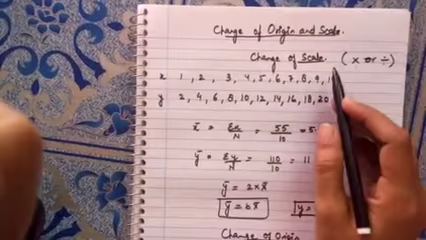 Change of Origin and Scale.
Change of Scale. ( × or ÷ )
x 1, 2, 3, 4, 5, 6, 7, 8, 9, 1
y 2, 4, 6, 8, 10, 12, 14, 16, 18, 20
x̄ = Σx/N = 55/10 = 5
ȳ = Σy/N = 110/10 = 11
ȳ = 2 × x̄
ȳ = b x̄ y =
Change of Origin